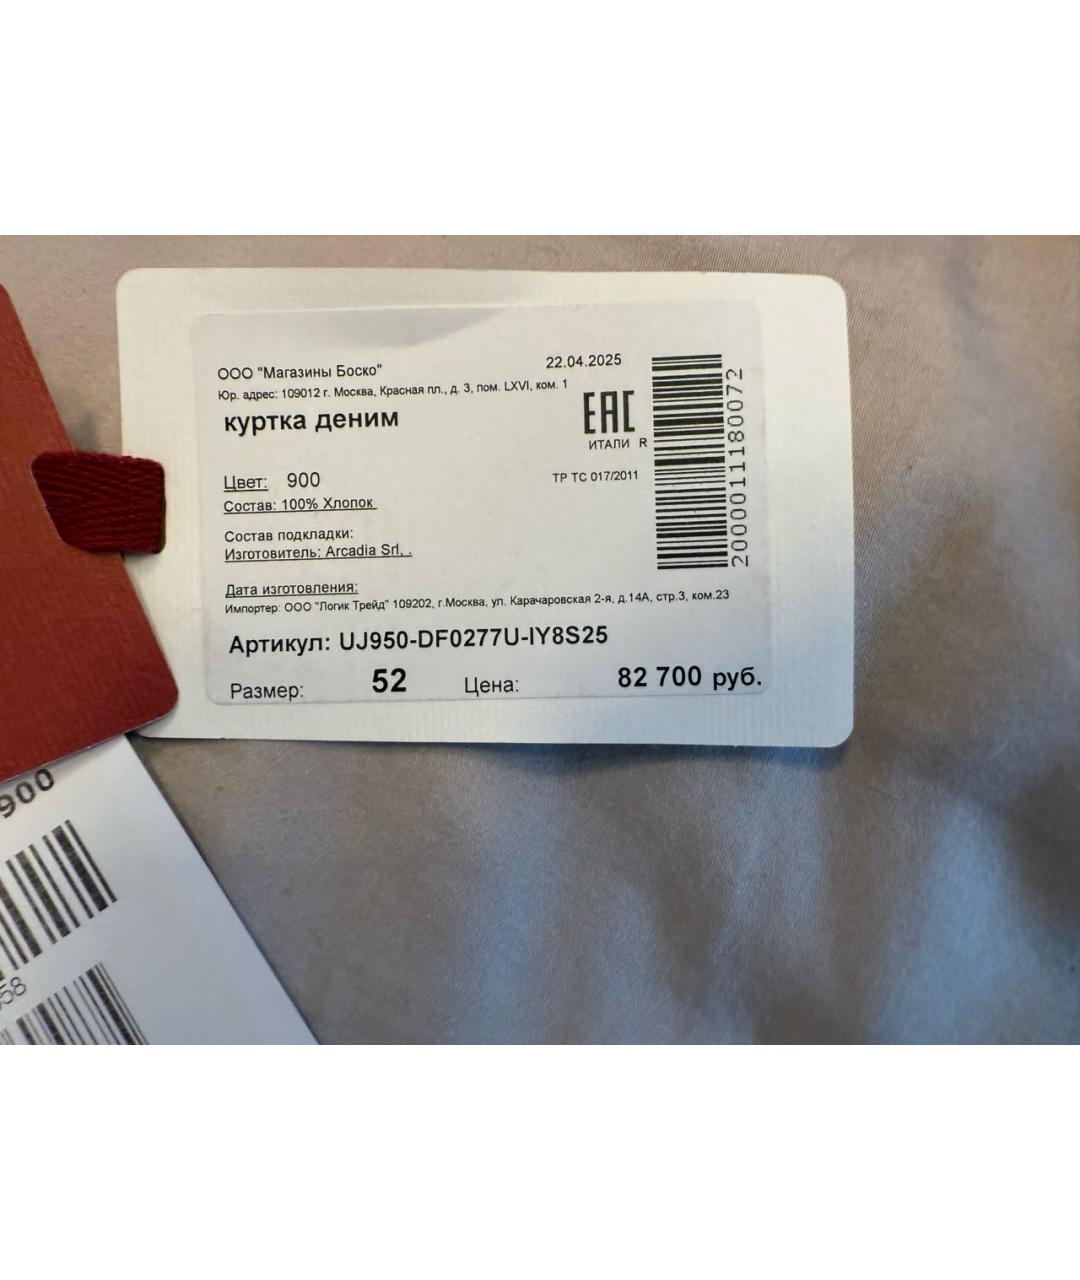 ООО "Магазины Боско"
22.04.2025
Юр. адрес: 109012 г. Москва, Красная пл., д. 3, пом. LXVI, ком. 1
куртка деним
ЕАС
ИТАЛИ R
Цвет: 900
ТР ТС 017/2011
Состав: 100% Хлопок
Состав подкладки:
Изготовитель: Arcadia Srl, .
Дата изготовления:
Импортер: ООО "Логик Трейд" 109202, г.Москва, ул. Карачаровская 2-я, д.14А, стр.3, ком.23
Артикул: UJ950-DF0277U-IY8S25
Размер: 52 Цена: 82 700 руб.
2000011180072
900
58